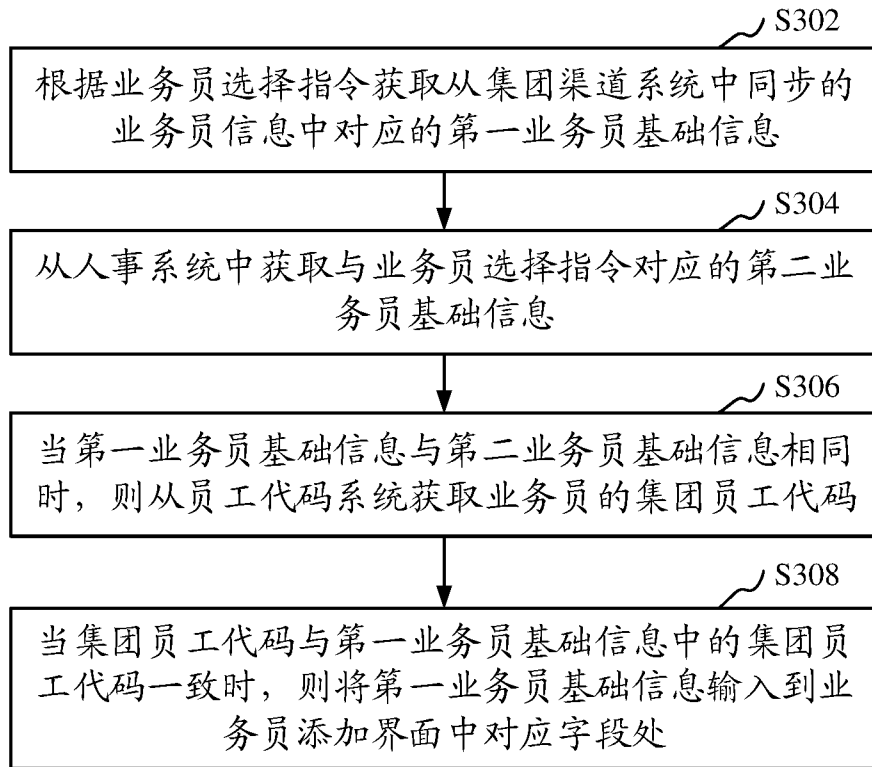 S302
根据业务员选择指令获取从集团渠道系统中同步的
业务员信息中对应的第一业务员基础信息
S304
从人事系统中获取与业务员选择指令对应的第二业
务员基础信息
S306
当第一业务员基础信息与第二业务员基础信息相同
时，则从员工代码系统获取业务员的集团员工代码
S308
当集团员工代码与第一业务员基础信息中的集团员
工代码一致时，则将第一业务员基础信息输入到业
务员添加界面中对应字段处